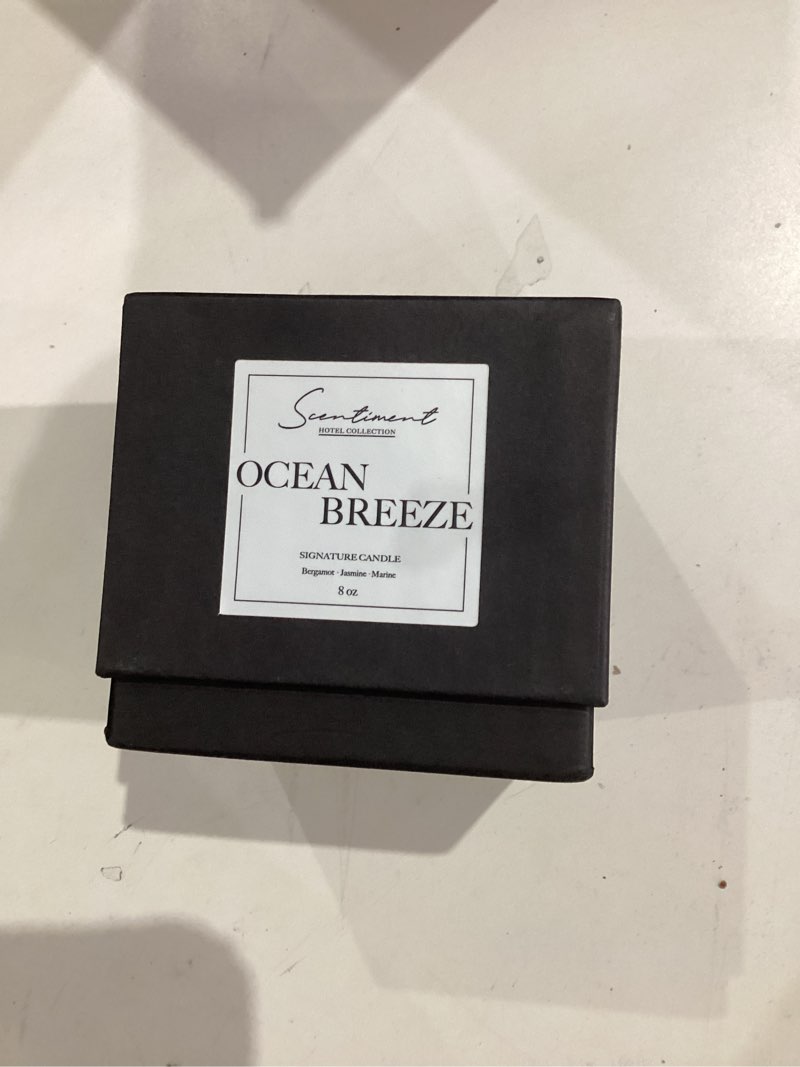 Scentiment
HOTEL COLLECTION
OCEAN
BREEZE
SIGNATURE CANDLE
Bergamot · Jasmine · Marine
8 oz